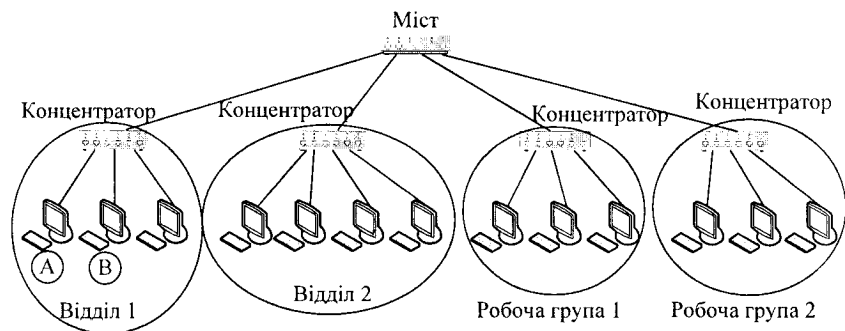 Міст
Концентратор
Концентратор
Концентратор
Концентратор
A
B
Відділ 1
Відділ 2
Робоча група 1
Робоча група 2